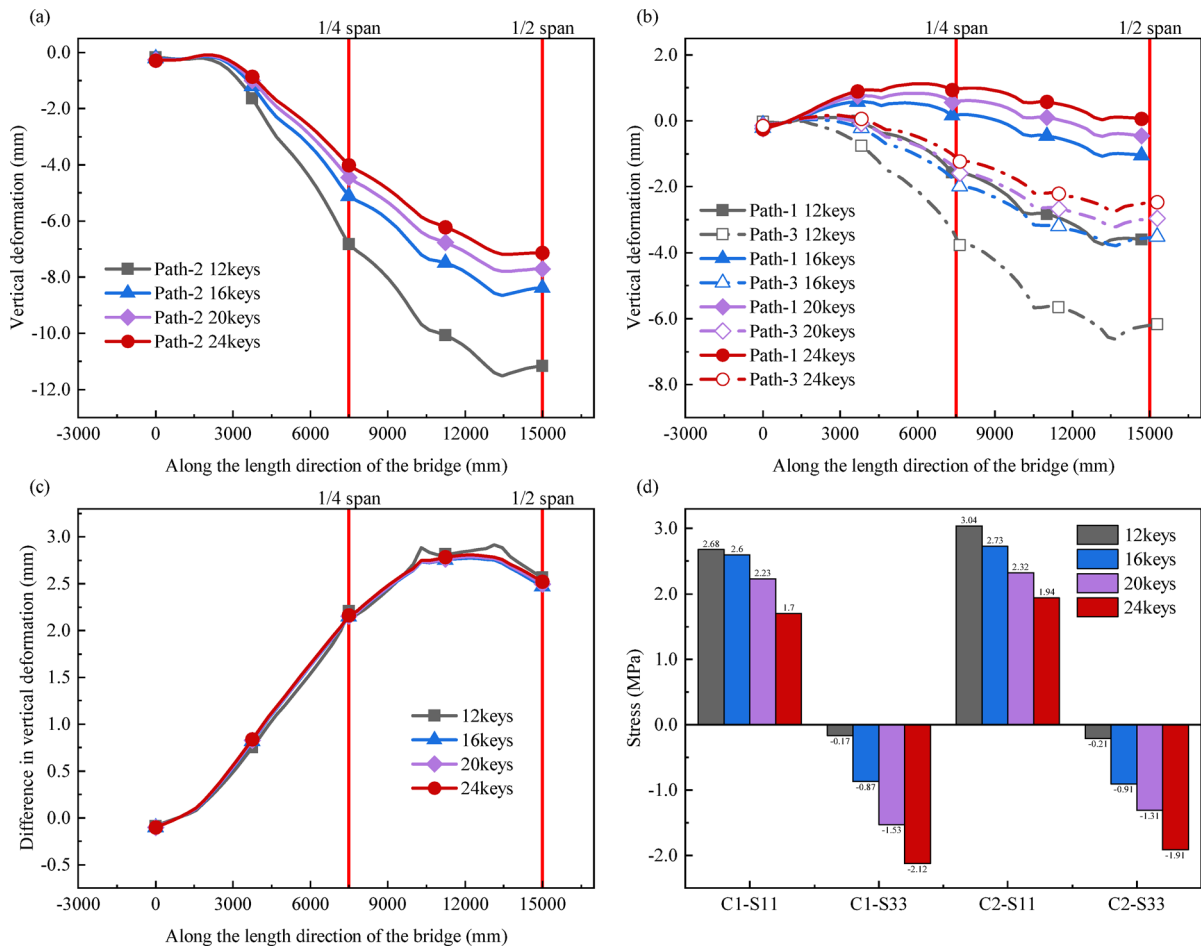 (a)
1/4 span
1/2 span
0.0
-2.0
-4.0
-6.0
-8.0
-10.0
-12.0
Vertical deformation (mm)
Path-2 12keys
Path-2 16keys
Path-2 20keys
Path-2 24keys
-3000 0 3000 6000 9000 12000 15000
Along the length direction of the bridge (mm)
(b)
1/4 span
1/2 span
2.0
0.0
-2.0
-4.0
-6.0
-8.0
Vertical deformation (mm)
Path-1 12keys
Path-3 12keys
Path-1 16keys
Path-3 16keys
Path-1 20keys
Path-3 20keys
Path-1 24keys
Path-3 24keys
-3000 0 3000 6000 9000 12000 15000
Along the length direction of the bridge (mm)
(c)
1/4 span
1/2 span
3.0
2.5
2.0
1.5
1.0
0.5
0.0
-0.5
Difference in vertical deformation (mm)
12keys
16keys
20keys
24keys
-3000 0 3000 6000 9000 12000 15000
Along the length direction of the bridge (mm)
(d)
3.0
2.0
1.0
0.0
-1.0
-2.0
Stress (MPa)
12keys
16keys
20keys
24keys
2.68
2.6
2.23
1.7
-0.17
-0.87
-1.53
-2.12
3.04
2.73
2.32
1.94
-0.21
-0.91
-1.31
-1.91
C1-S11 C1-S33 C2-S11 C2-S33